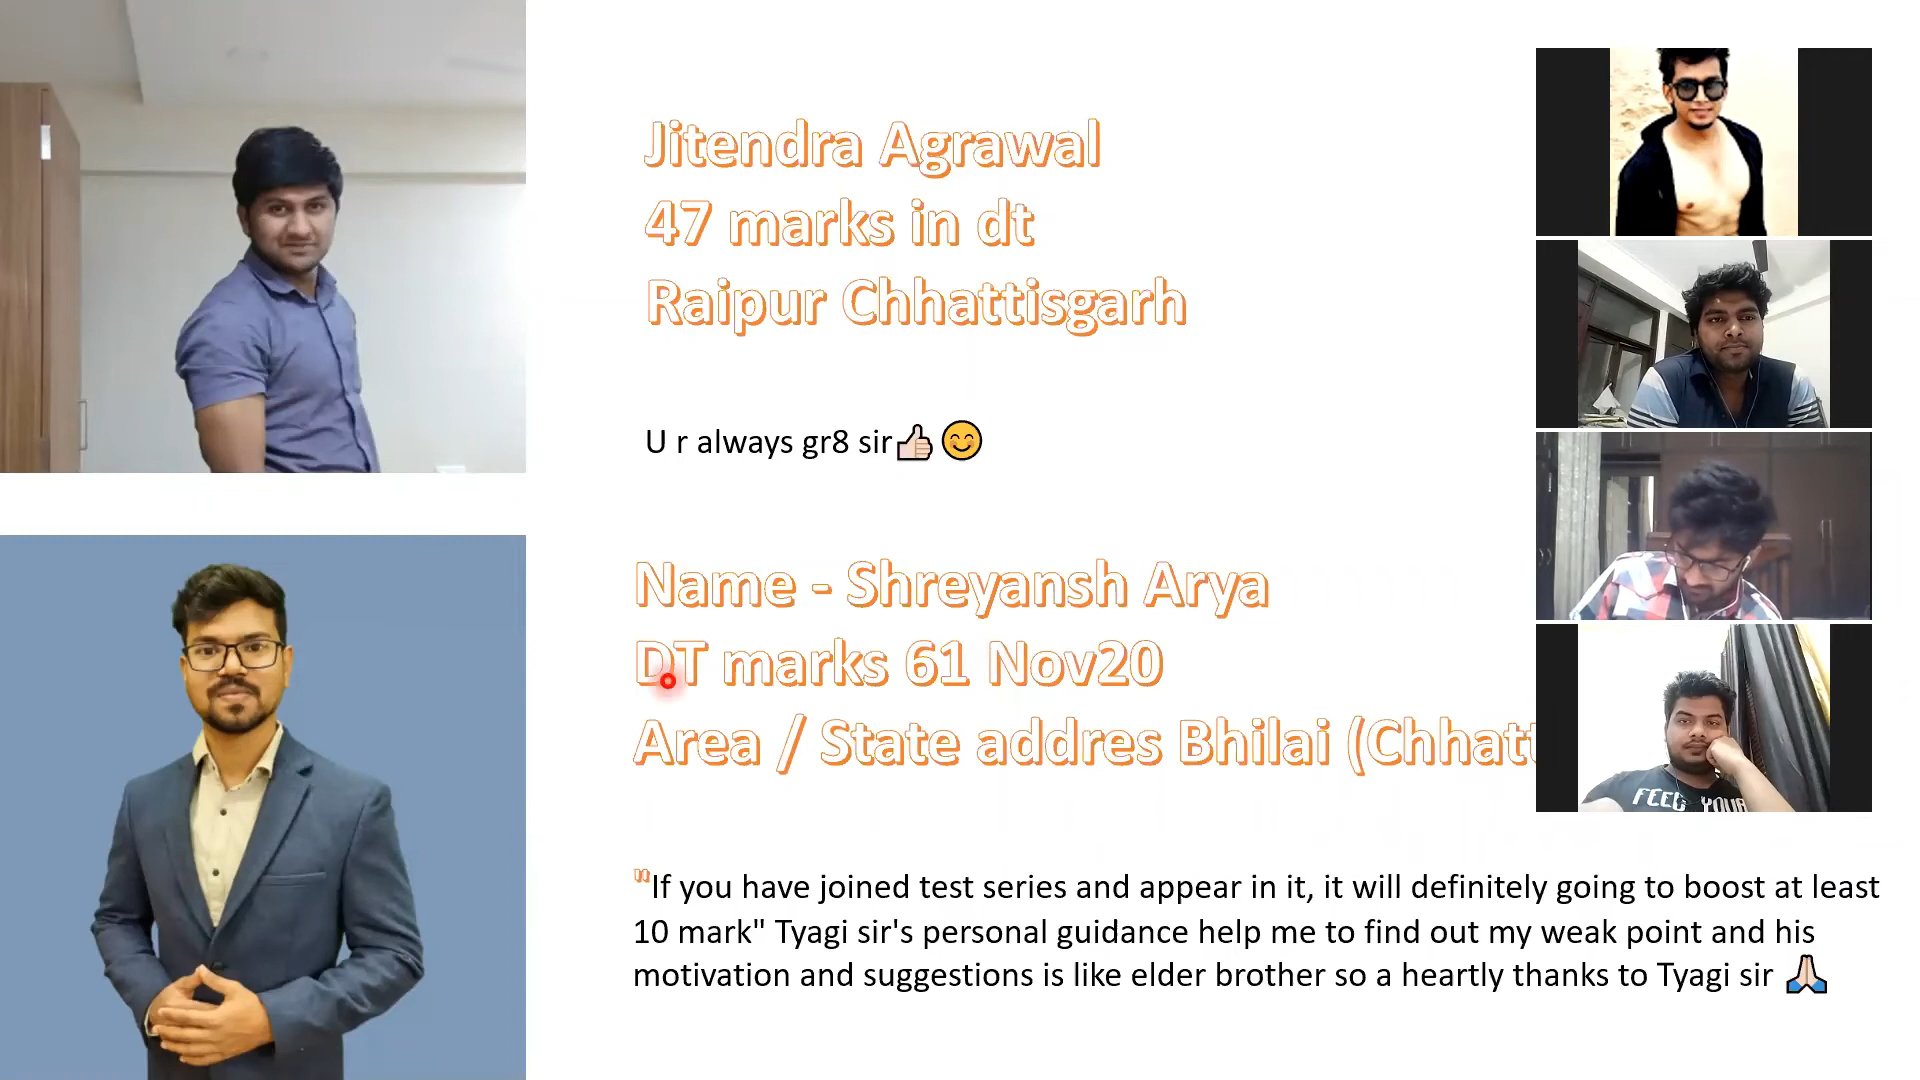 Jitendra Agrawal
47 marks in dt
Raipur Chhattisgarh
U r always gr8 sir👍😊
Name - Shreyansh Arya
DT marks 61 Nov20
Area / State addres Bhilai (Chhatt
"If you have joined test series and appear in it, it will definitely going to boost at least
10 mark" Tyagi sir's personal guidance help me to find out my weak point and his
motivation and suggestions is like elder brother so a heartly thanks to Tyagi sir 🙏
FEEL YOUR